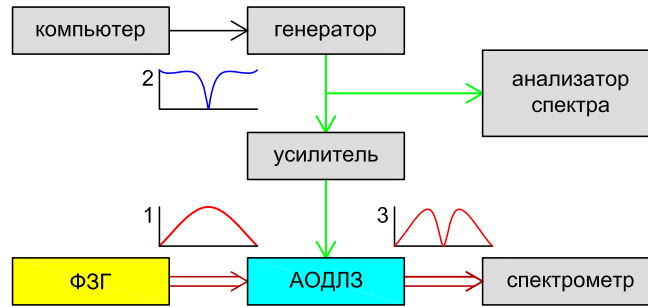 компьютер
генератор
2
анализатор
спектра
усилитель
1
3
ФЗГ
АОДЛЗ
спектрометр